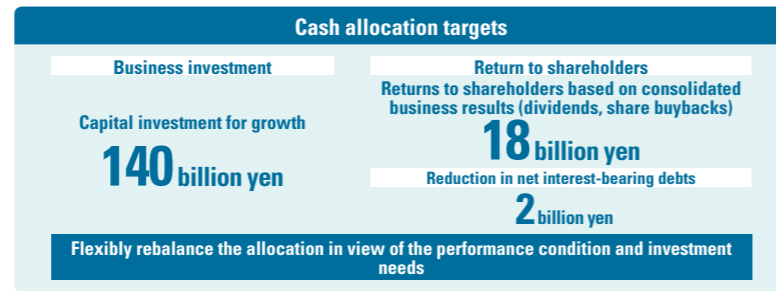 Cash allocation targets
Business investment
Capital investment for growth
140 billion yen
Return to shareholders
Returns to shareholders based on consolidated
business results (dividends, share buybacks)
18 billion yen
Reduction in net interest-bearing debts
2 billion yen
Flexibly rebalance the allocation in view of the performance condition and investment
needs